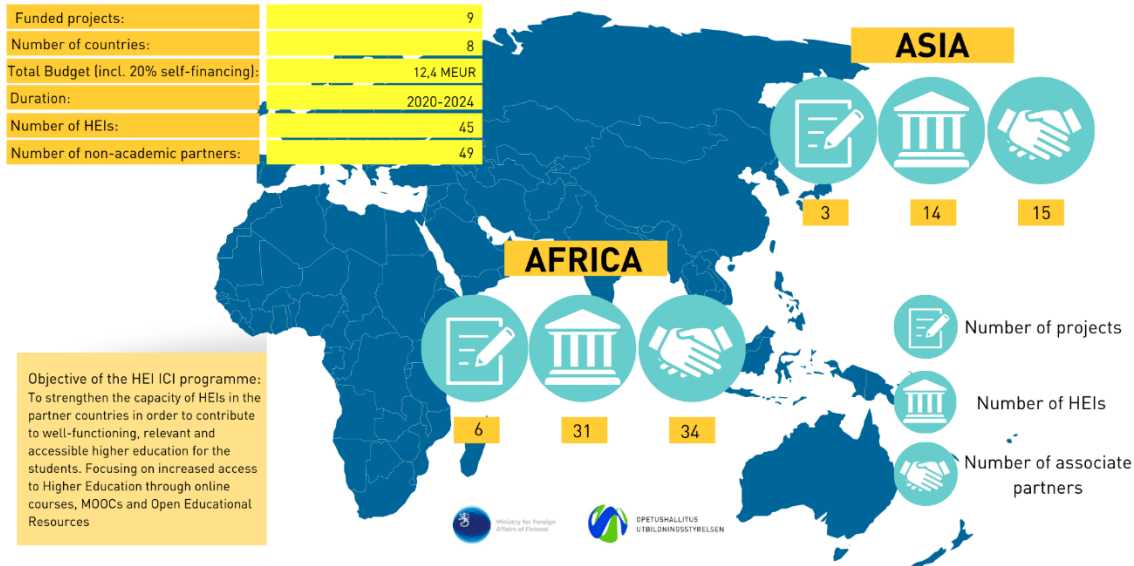 Funded projects: 9
Number of countries: 8
Total Budget (incl. 20% self-financing): 12,4 MEUR
Duration: 2020-2024
Number of HEIs: 45
Number of non-academic partners: 49
ASIA
3 14 15
AFRICA
6 31 34
Number of projects
Number of HEIs
Number of associate
partners
Objective of the HEI ICI programme:
To strengthen the capacity of HEIs in the
partner countries in order to contribute
to well-functioning, relevant and
accessible higher education for the
students. Focusing on increased access
to Higher Education through online
courses, MOOCs and Open Educational
Resources
Ministry for Foreign
Affairs of Finland
OPETUSHALLITUS
UTBILDNINGSSTYRELSEN